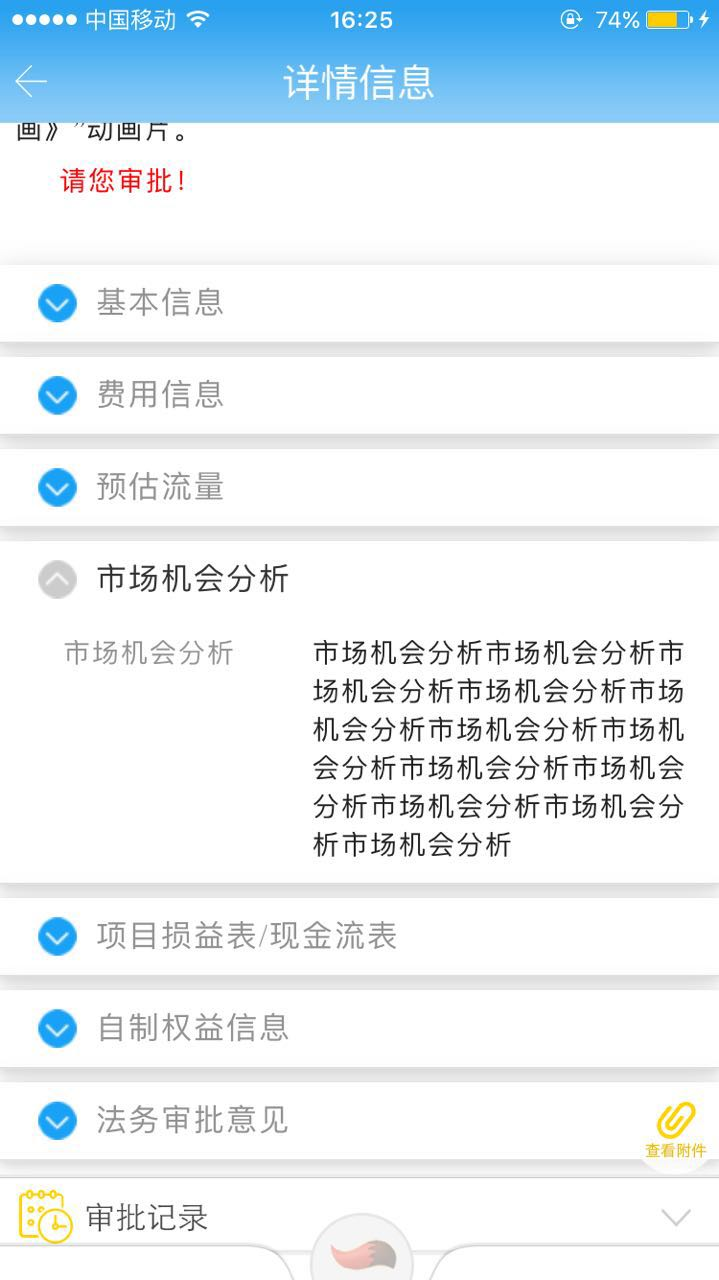 中国移动 16:25 74%
详情信息
画》”动画片。
请您审批！
基本信息
费用信息
预估流量
市场机会分析
市场机会分析
市场机会分析市场机会分析市
场机会分析市场机会分析市场
机会分析市场机会分析市场机
会分析市场机会分析市场机会
分析市场机会分析市场机会分
析市场机会分析
项目损益表/现金流表
自制权益信息
法务审批意见
查看附件
审批记录